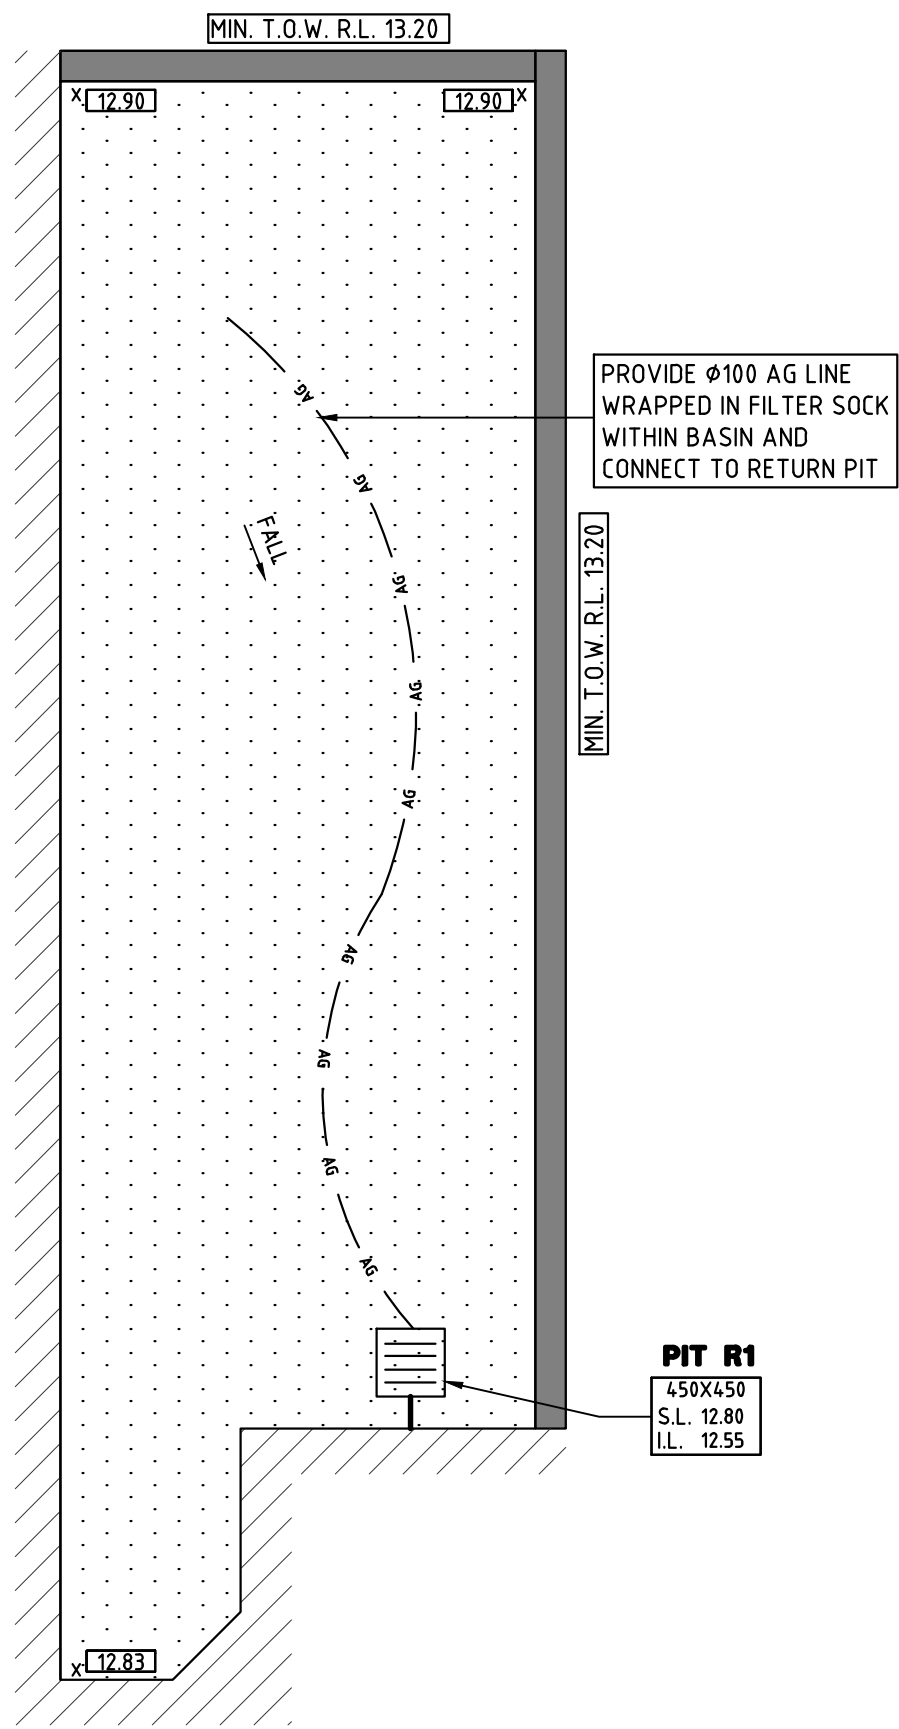 MIN. T.O.W. R.L. 13.20
X 12.90
12.90 X
AG
PROVIDE Ø100 AG LINE
WRAPPED IN FILTER SOCK
WITHIN BASIN AND
CONNECT TO RETURN PIT
AG
FALL
MIN. T.O.W. R.L. 13.20
AG
AG
AG
AG
AG
AG
AG
PIT R1
450X450
S.L. 12.80
I.L. 12.55
X 12.83